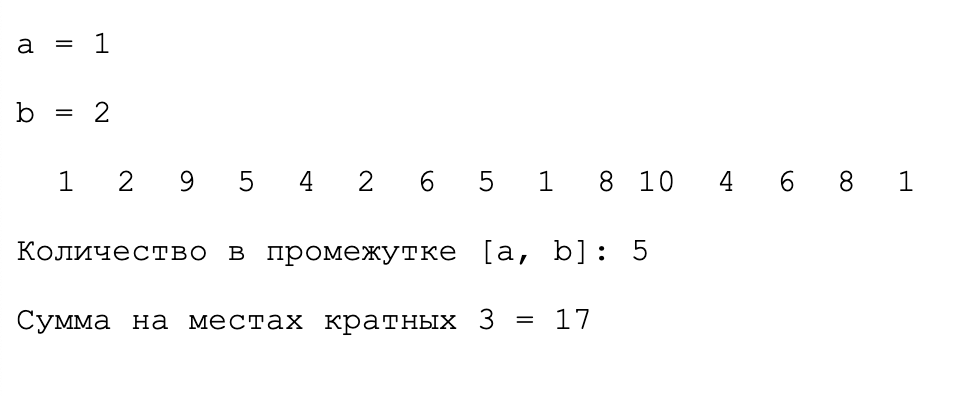 a = 1
b = 2
1 2 9 5 4 2 6 5 1 8 10 4 6 8 1
Количество в промежутке [a, b]: 5
Сумма на местах кратных 3 = 17